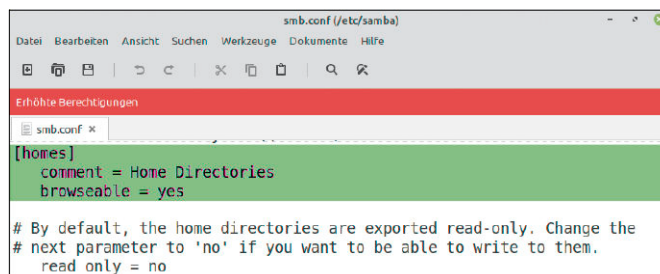 smb.conf (/etc/samba)
Datei Bearbeiten Ansicht Suchen Werkzeuge Dokumente Hilfe
Erhöhte Berechtigungen
smb.conf ×
[homes]
comment = Home Directories
browseable = yes
# By default, the home directories are exported read-only. Change the
# next parameter to 'no' if you want to be able to write to them.
read only = no